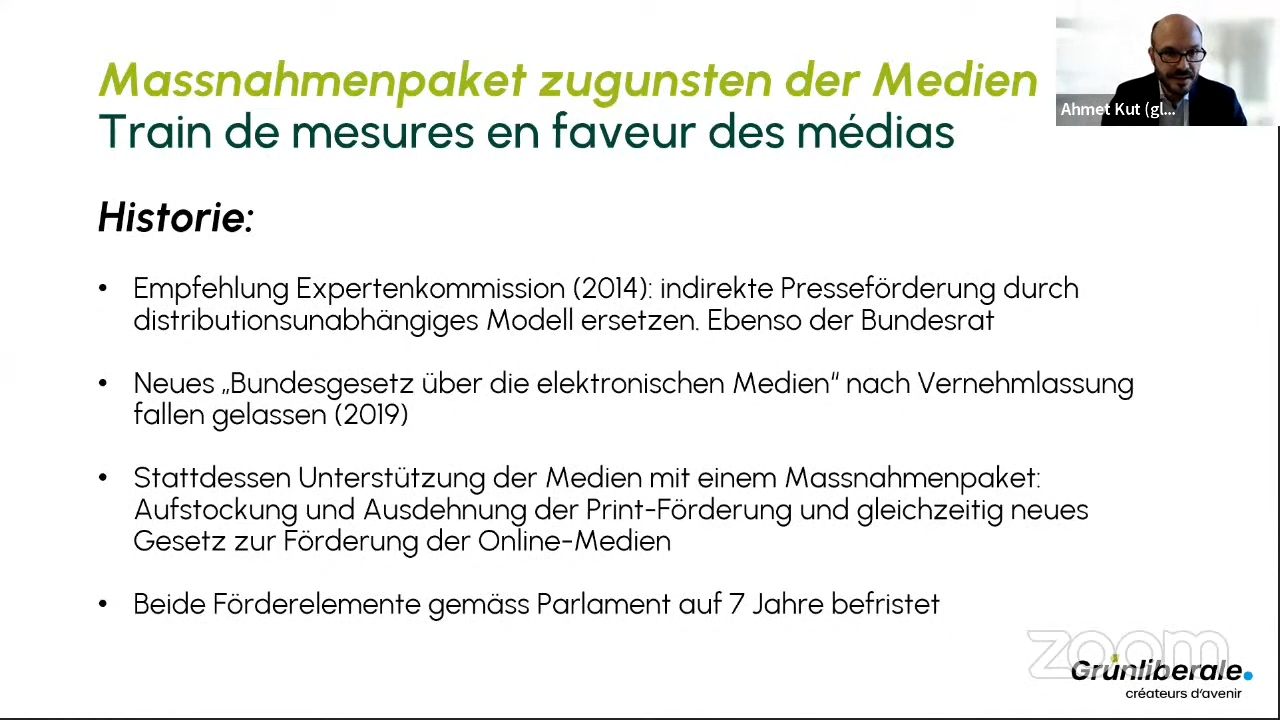 Massnahmenpaket zugunsten der Medien
Train de mesures en faveur des médias
Ahmet Kut (gl...
Historie:
• Empfehlung Expertenkommission (2014): indirekte Presseförderung durch
distributionsunabhängiges Modell ersetzen. Ebenso der Bundesrat
• Neues „Bundesgesetz über die elektronischen Medien“ nach Vernehmlassung
fallen gelassen (2019)
• Stattdessen Unterstützung der Medien mit einem Massnahmenpaket:
Aufstockung und Ausdehnung der Print-Förderung und gleichzeitig neues
Gesetz zur Förderung der Online-Medien
• Beide Förderelemente gemäss Parlament auf 7 Jahre befristet
zoom
Grünliberale.
créateurs d'avenir